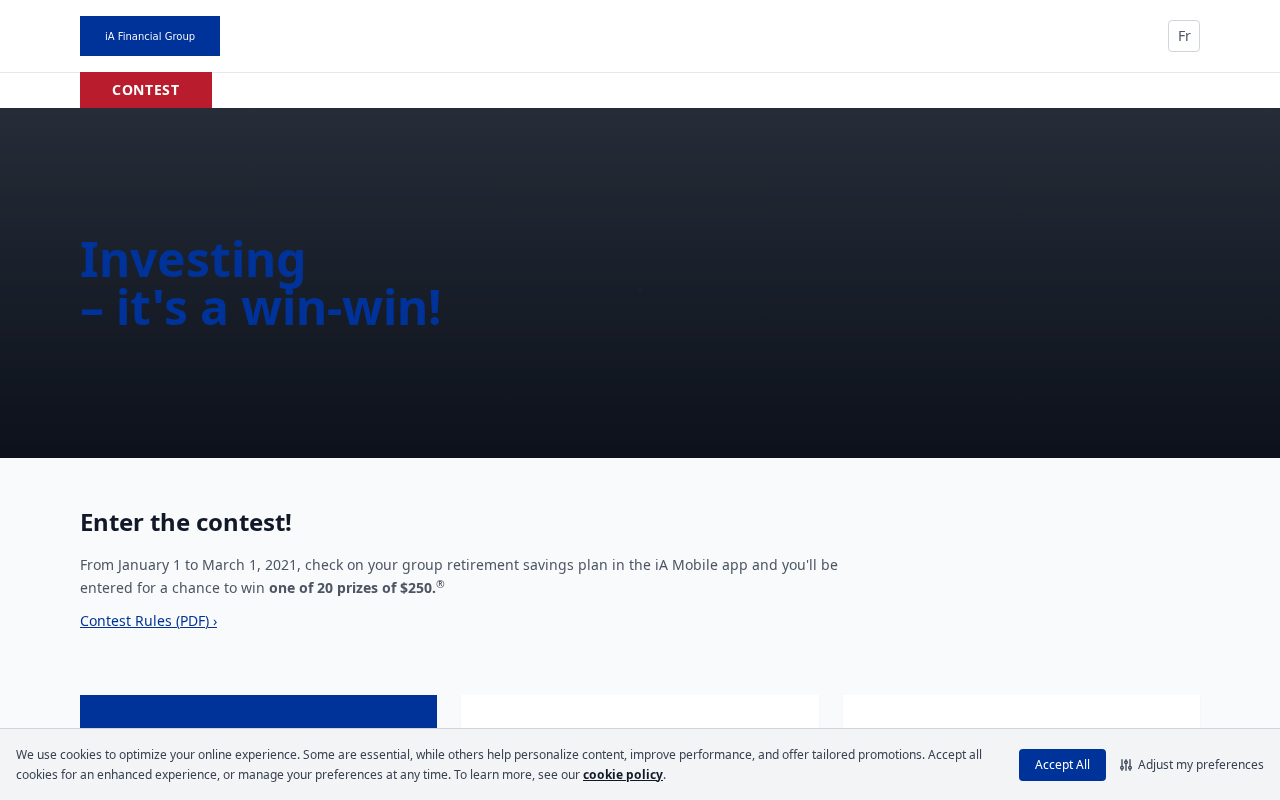 iA Financial Group
Fr
CONTEST
Investing
– it's a win-win!
Enter the contest!
From January 1 to March 1, 2021, check on your group retirement savings plan in the iA Mobile app and you'll be
entered for a chance to win one of 20 prizes of $250.®
Contest Rules (PDF) ›
We use cookies to optimize your online experience. Some are essential, while others help personalize content, improve performance, and offer tailored promotions. Accept all
cookies for an enhanced experience, or manage your preferences at any time. To learn more, see our cookie policy.
Accept All
Adjust my preferences